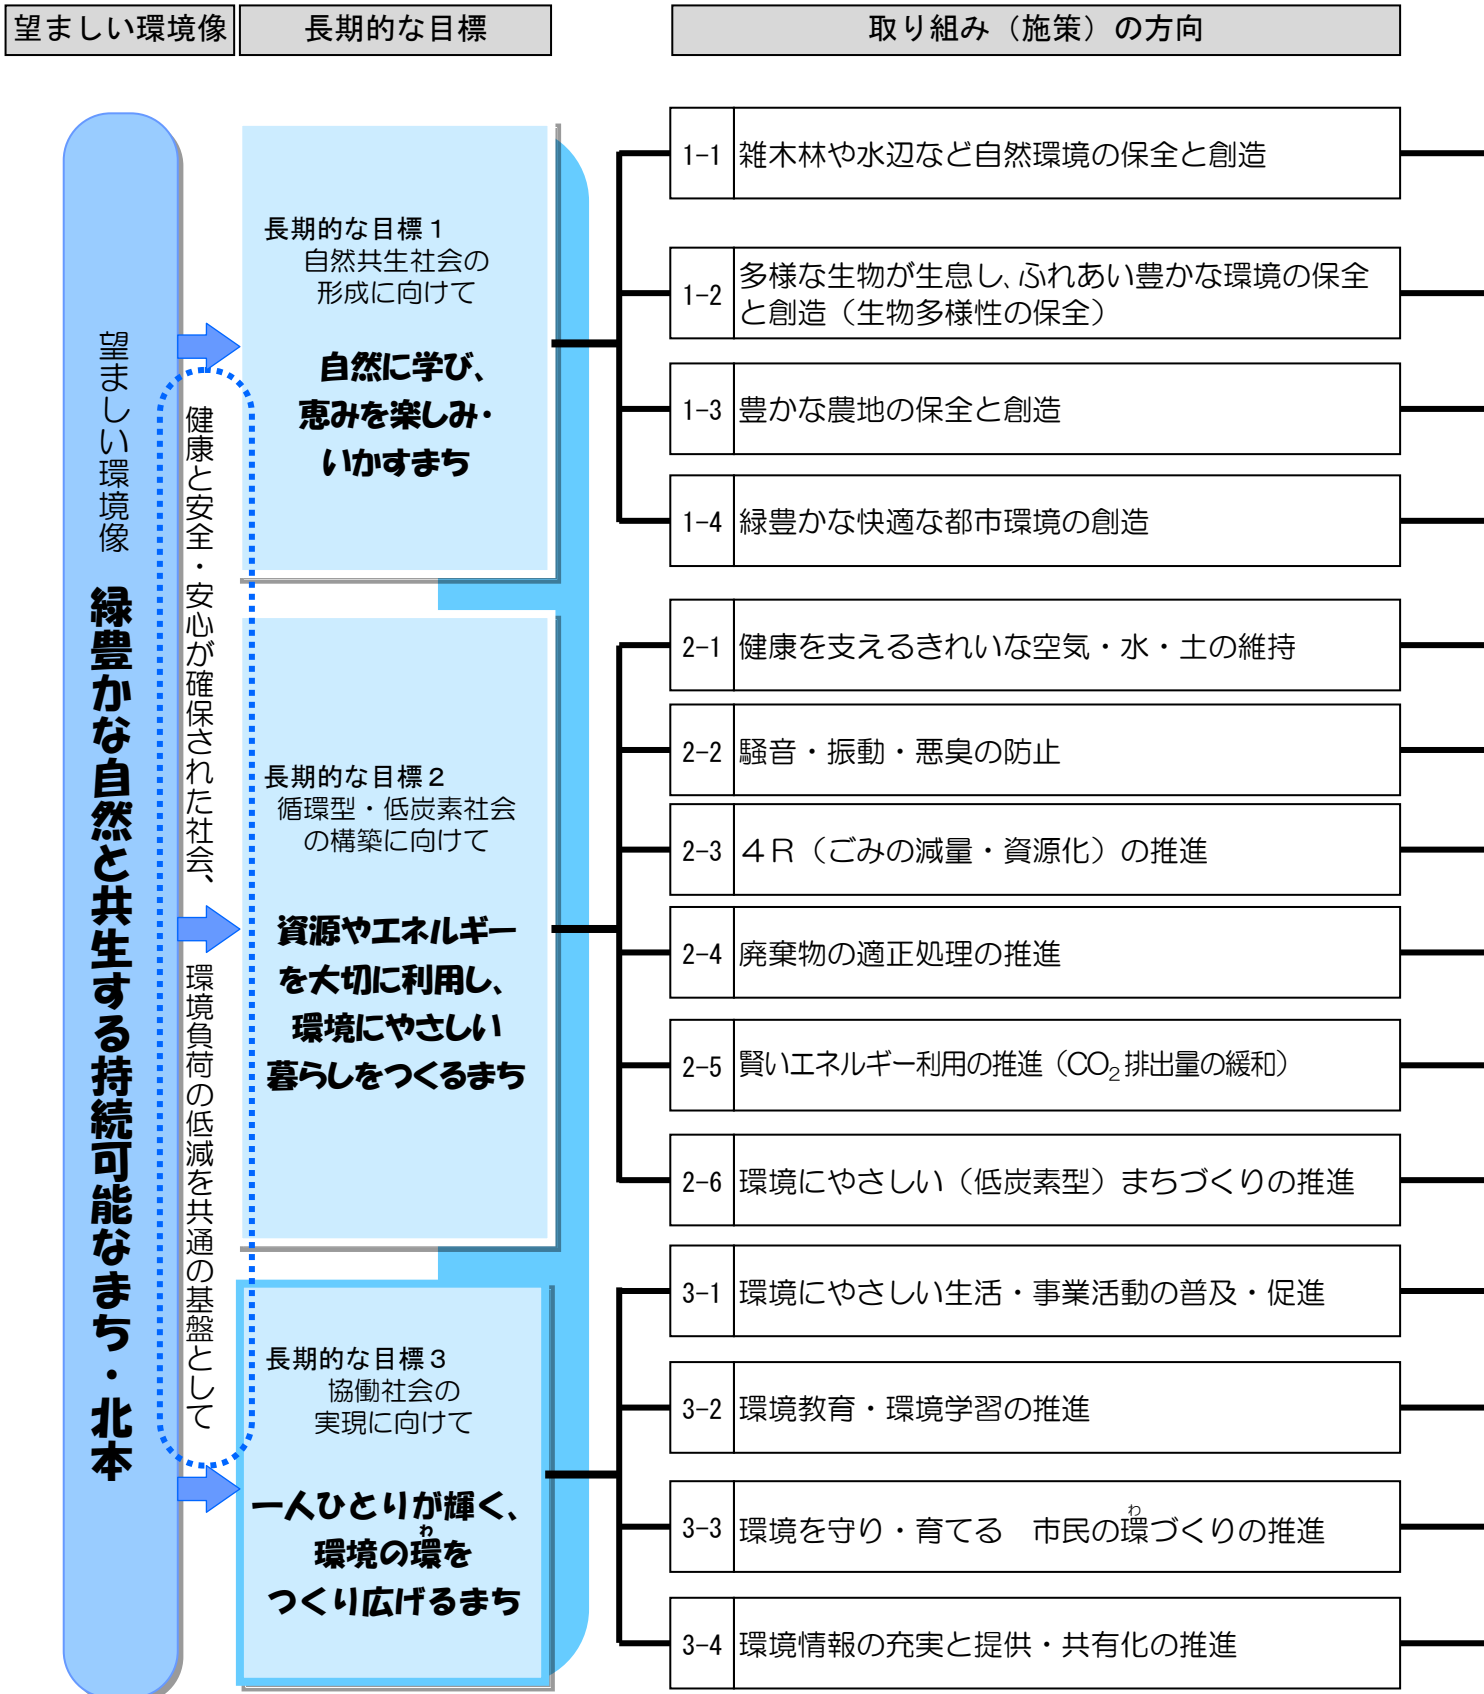 望ましい環境像
長期的な目標
取り組み（施策）の方向
望ましい環境像　緑豊かな自然と共生する持続可能なまち・北本
健康と安全・安心が確保された社会、環境負荷の低減を共通の基盤として
長期的な目標１
自然共生社会の
形成に向けて
自然に学び、
恵みを楽しみ・
いかすまち
1-1 雑木林や水辺など自然環境の保全と創造
1-2 多様な生物が生息し、ふれあい豊かな環境の保全
と創造（生物多様性の保全）
1-3 豊かな農地の保全と創造
1-4 緑豊かな快適な都市環境の創造
長期的な目標２
循環型・低炭素社会
の構築に向けて
資源やエネルギー
を大切に利用し、
環境にやさしい
暮らしをつくるまち
2-1 健康を支えるきれいな空気・水・土の維持
2-2 騒音・振動・悪臭の防止
2-3 ４Ｒ（ごみの減量・資源化）の推進
2-4 廃棄物の適正処理の推進
2-5 賢いエネルギー利用の推進（CO₂排出量の緩和）
2-6 環境にやさしい（低炭素型）まちづくりの推進
長期的な目標３
協働社会の
実現に向けて
一人ひとりが輝く、
わ
環境の環を
つくり広げるまち
3-1 環境にやさしい生活・事業活動の普及・促進
3-2 環境教育・環境学習の推進
わ
3-3 環境を守り・育てる　市民の環づくりの推進
3-4 環境情報の充実と提供・共有化の推進